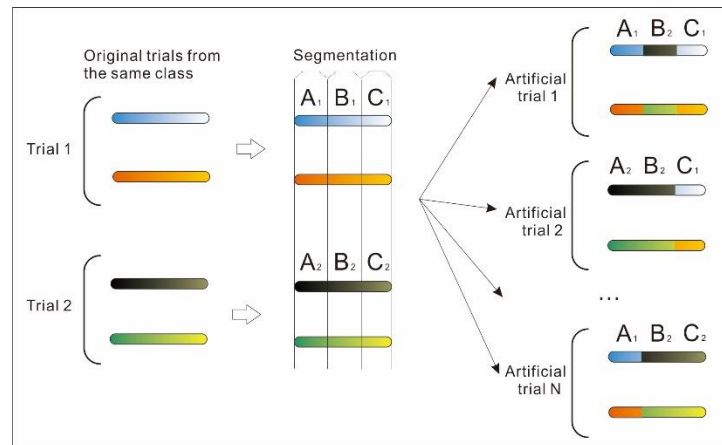 Original trials from
the same class
Segmentation
Trial 1
A₁ B₁ C₁
Trial 2
A₂ B₂ C₂
Artificial
trial 1
A₁ B₂ C₁
Artificial
trial 2
A₂ B₂ C₁
...
Artificial
trial N
A₁ B₂ C₂